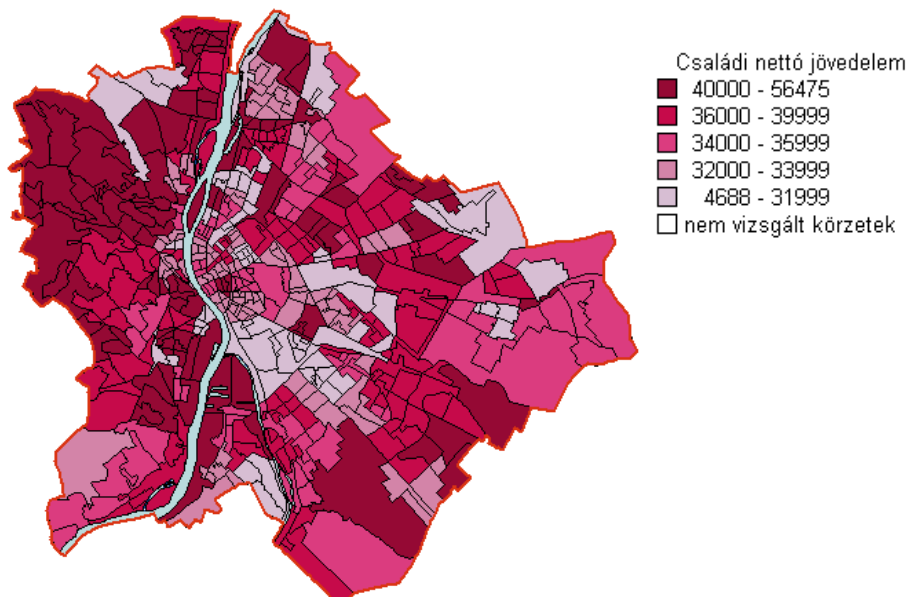 Családi nettó jövedelem
40000 - 56475
36000 - 39999
34000 - 35999
32000 - 33999
4688 - 31999
nem vizsgált körzetek